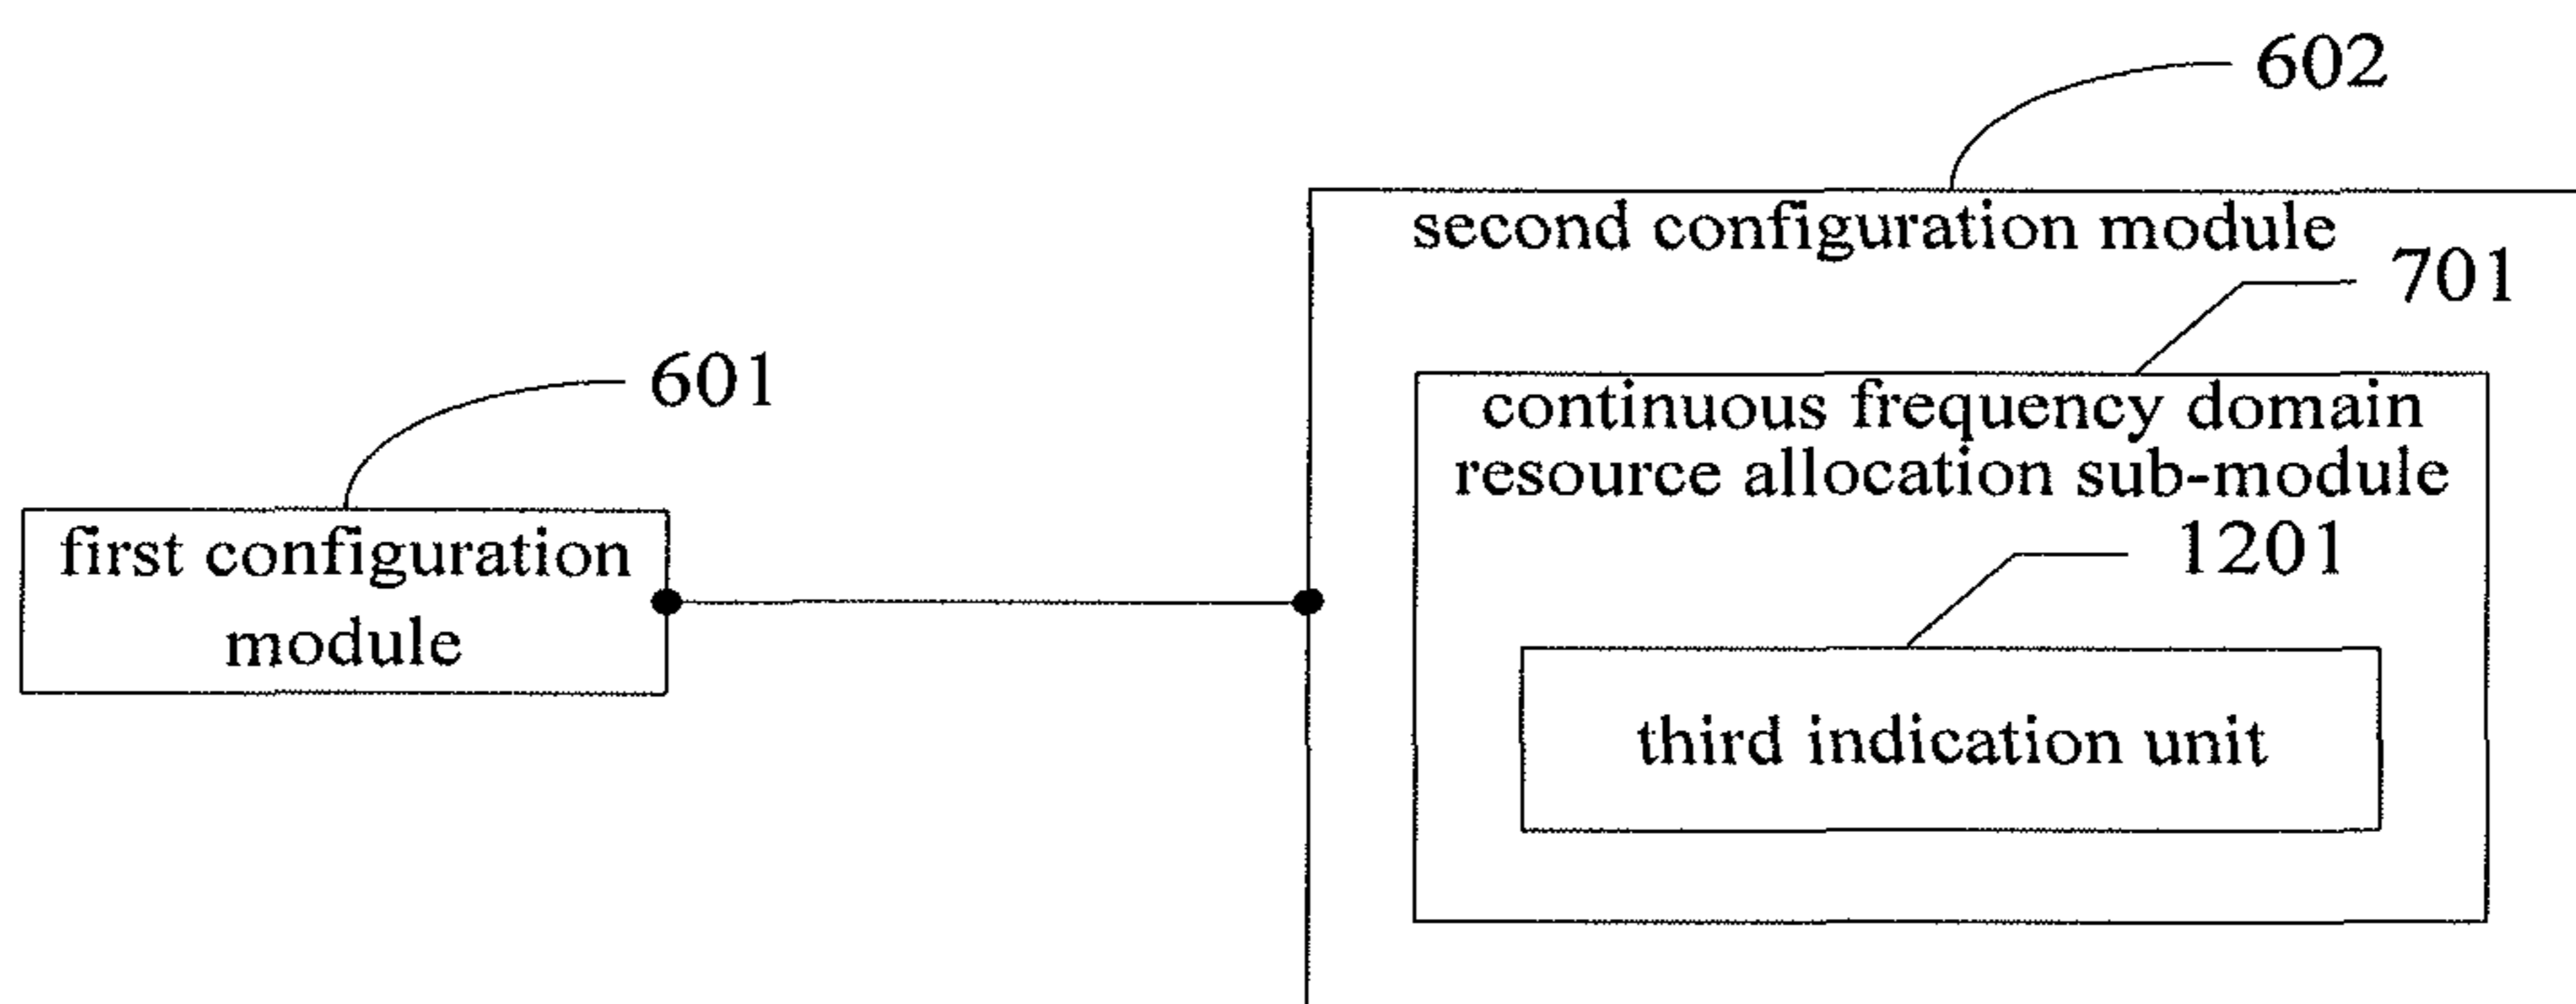 602
second configuration module
701
601
continuous frequency domain
resource allocation sub-module
first configuration
module
1201
third indication unit